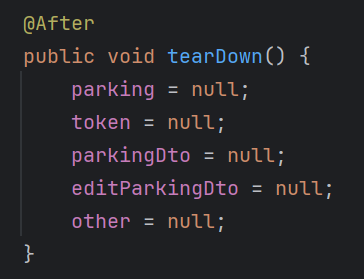 @After
public void tearDown() {
    parking = null;
    token = null;
    parkingDto = null;
    editParkingDto = null;
    other = null;
}